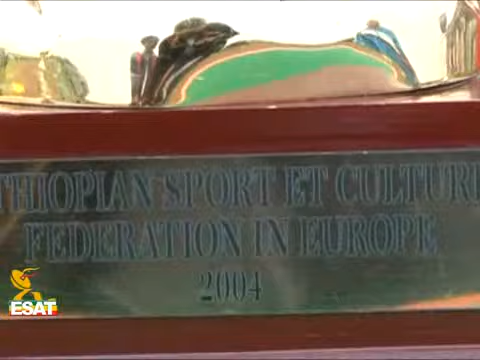 THIOPIAN SPORT ET CULTURE
FEDERATION IN EUROPE
2004
ESAT